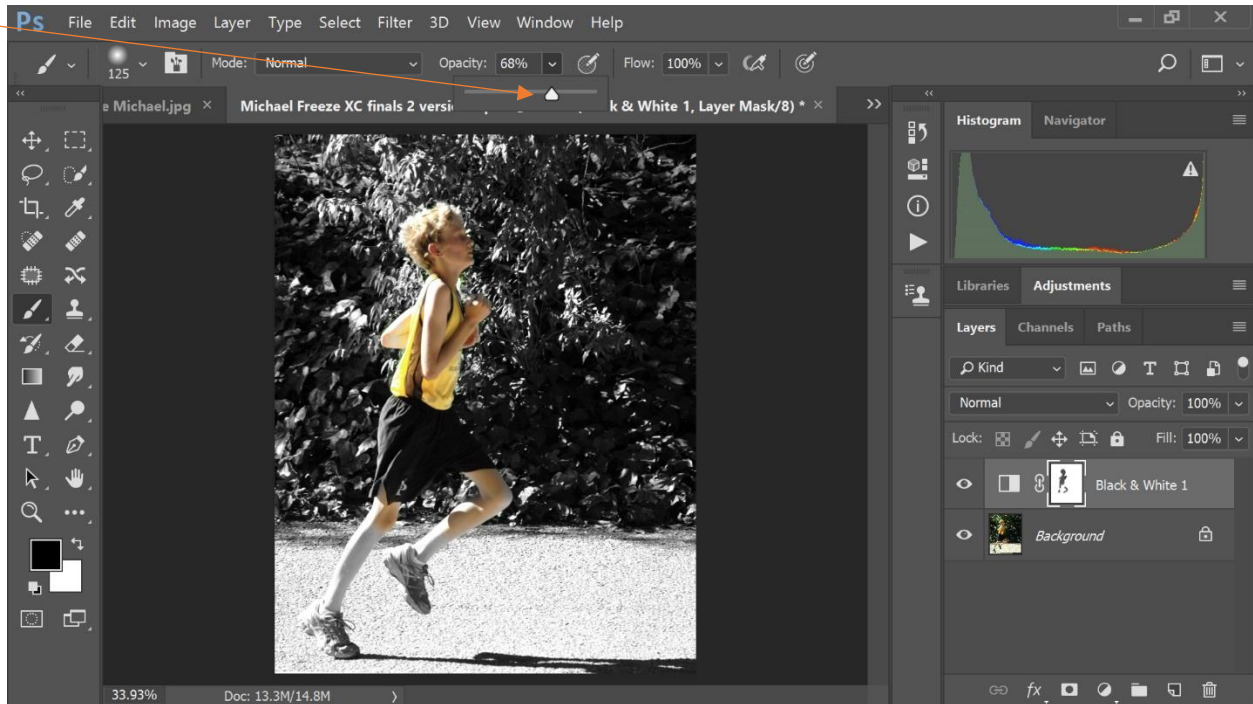 Ps File Edit Image Layer Type Select Filter 3D View Window Help
125 Mode: Normal Opacity: 68% Flow: 100%
e Michael.jpg × Michael Freeze XC finals 2 k & White 1, Layer Mask/8) * ×
Histogram Navigator
Libraries Adjustments
Layers Channels Paths
Kind
Normal Opacity: 100%
Lock: Fill: 100%
Black & White 1
Background
33.93% Doc: 13.3M/14.8M